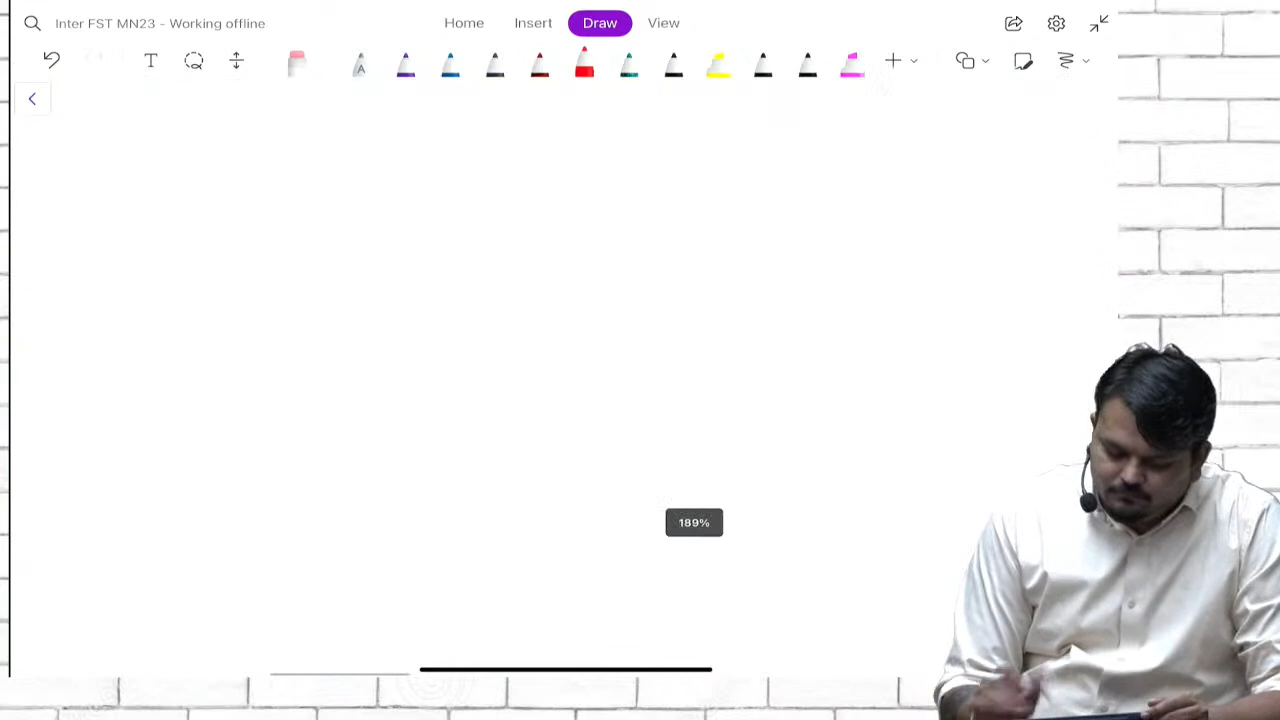 Inter FST MN23 - Working offline
Home
Insert
Draw
View
T
A
189%